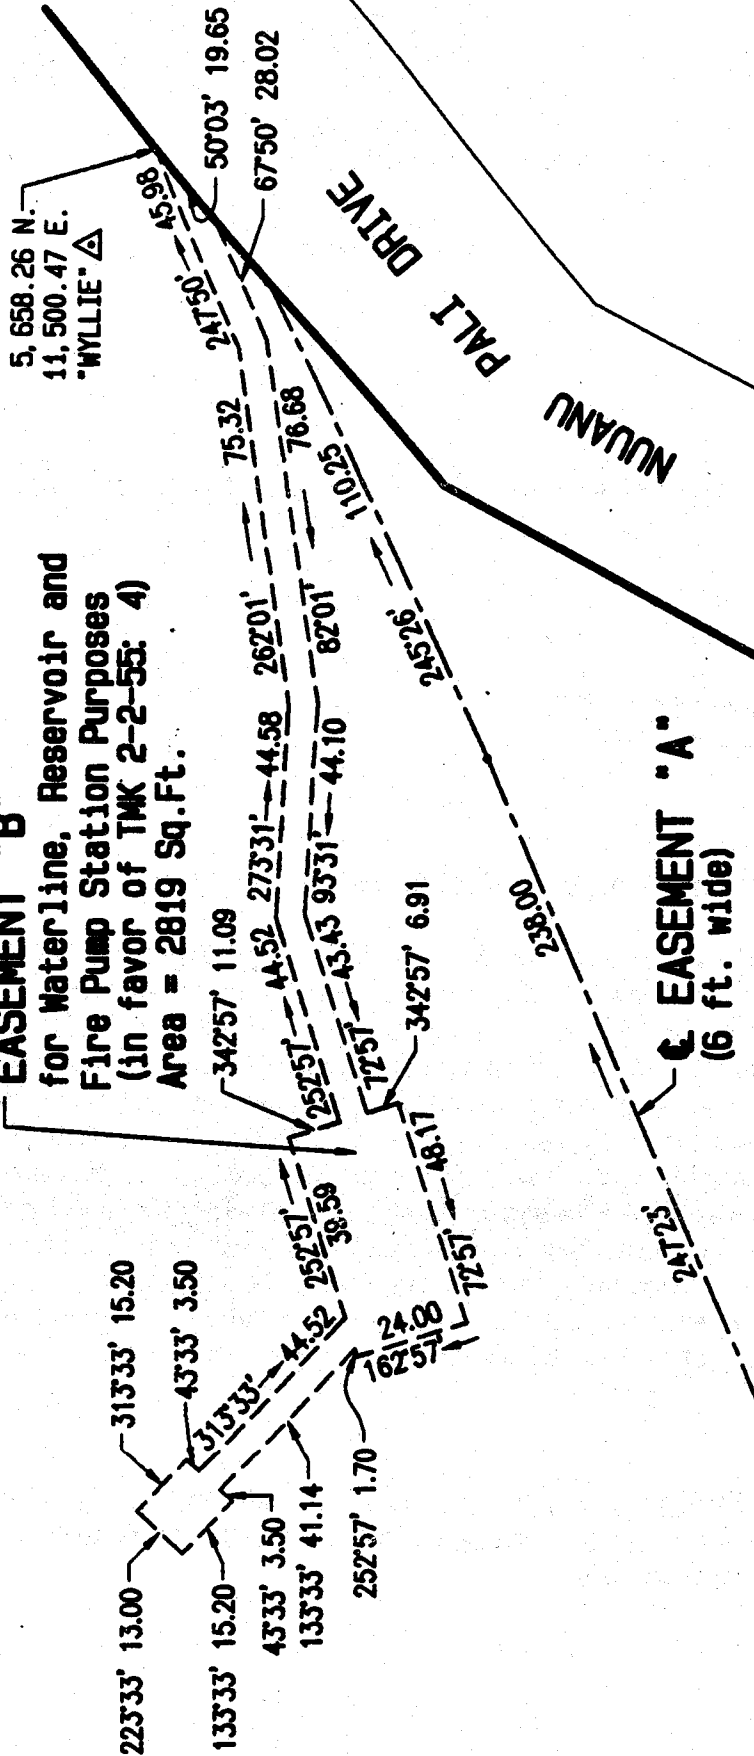 EASEMENT "B"
for Waterline, Reservoir and
Fire Pump Station Purposes
(in favor of TMK 2-2-55: 4)
Area = 2819 Sq.Ft.
5,658.26 N.
11,500.47 E.
"WYLLIE"
223°33' 13.00
313°33' 15.20
43°33' 3.50
313°33' 44.52
252°57' 38.59
342°57' 11.09
252°57' 44.52
273°31' 44.58
262°01' 75.32
247°50' 45.98
50°03' 19.65
67°50' 28.02
82°01' 76.68
93°31' 44.10
72°57' 43.43
342°57' 6.91
72°57' 48.17
162°57' 24.00
252°57' 1.70
133°33' 41.14
43°33' 3.50
133°33' 15.20
247°23' 238.00
245°26' 110.25
℄ EASEMENT "A"
(6 ft. wide)
NUUANU PALI DRIVE